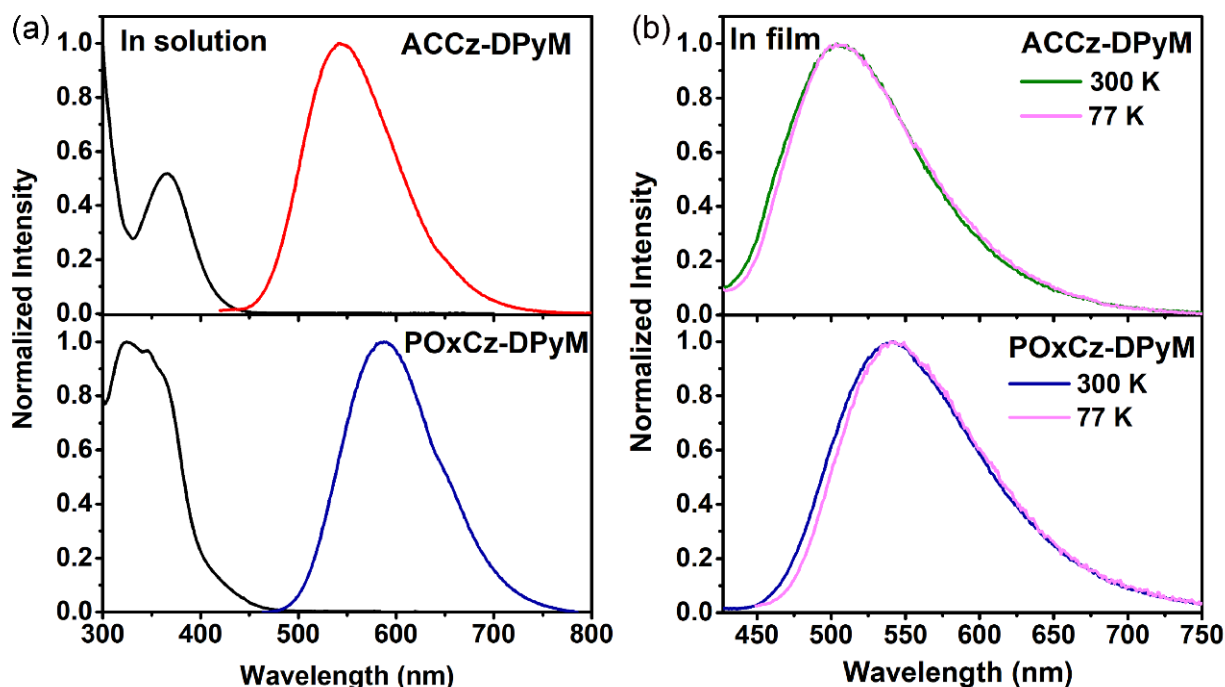 (a)
In solution
ACCz-DPyM
1.0
0.8
0.6
0.4
0.2
0.0
POxCz-DPyM
1.0
0.8
0.6
0.4
0.2
0.0
300 400 500 600 700 800
Wavelength (nm)
Normalized Intensity
(b)
In film
ACCz-DPyM
300 K
77 K
1.0
0.8
0.6
0.4
0.2
0.0
POxCz-DPyM
300 K
77 K
1.0
0.8
0.6
0.4
0.2
0.0
450 500 550 600 650 700 750
Wavelength (nm)
Normalized Intensity
Normalized Intensity